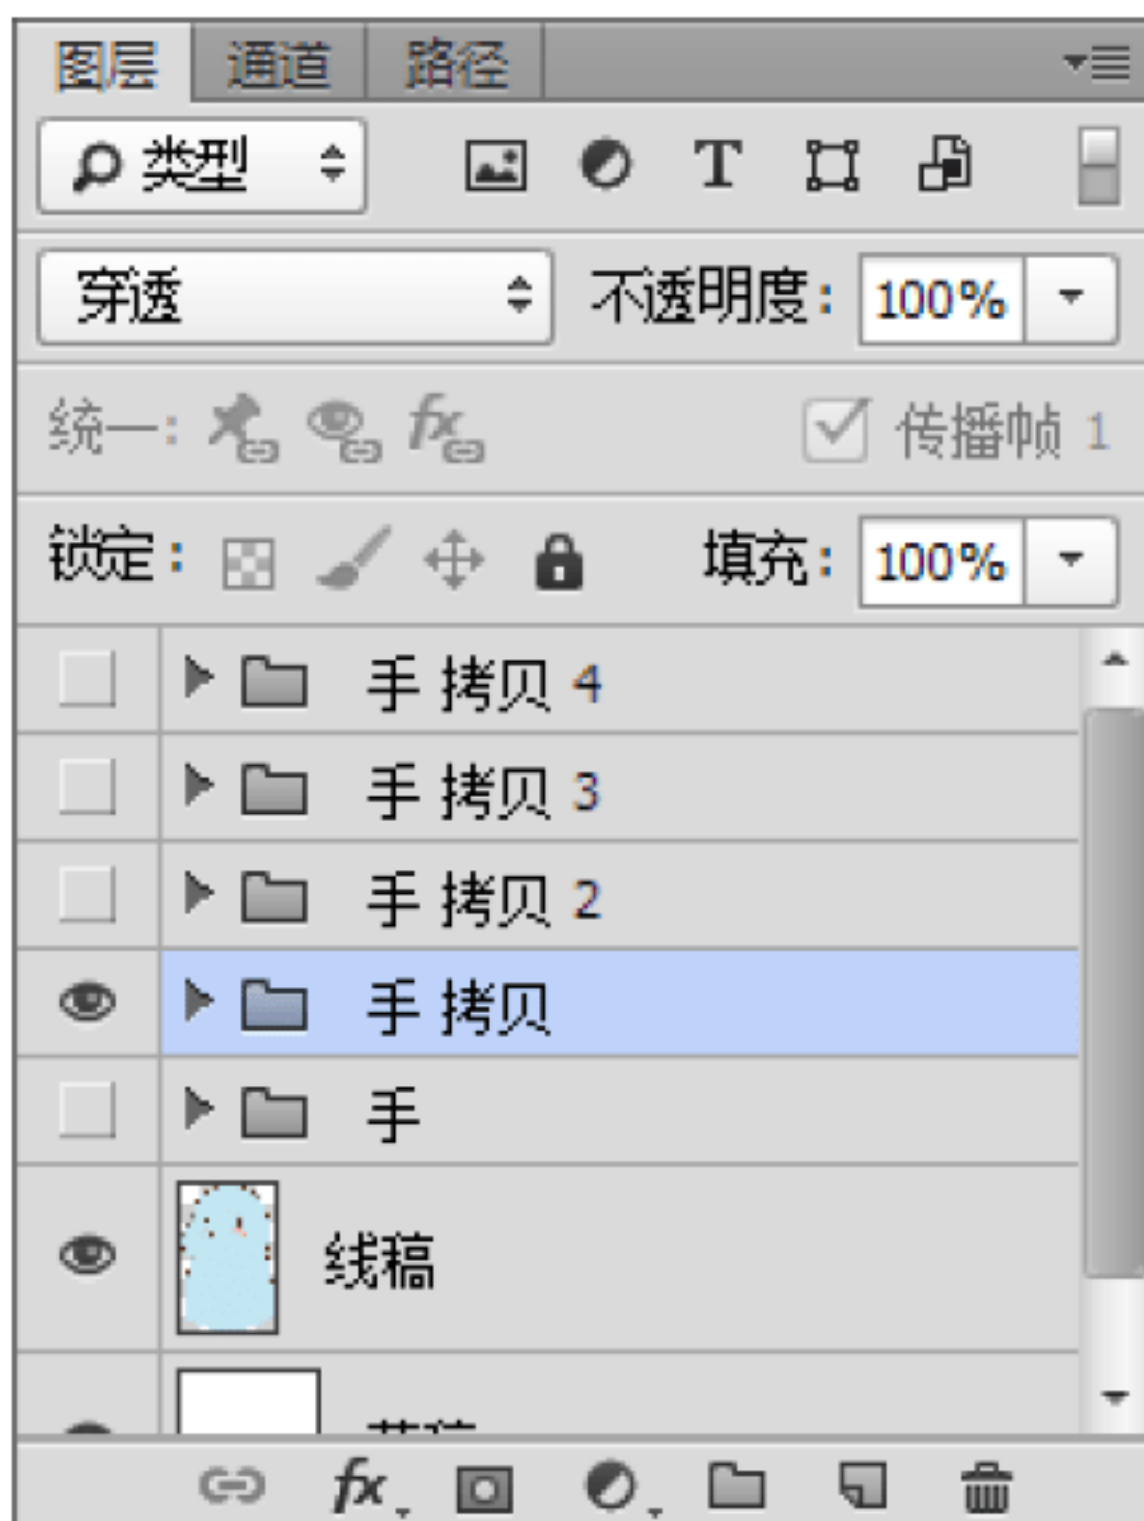 图层 通道 路径
类型 T
穿透 不透明度: 100%
统一: fx 传播帧 1
锁定: 填充: 100%
手 拷贝 4
手 拷贝 3
手 拷贝 2
手 拷贝
手
线稿
fx.